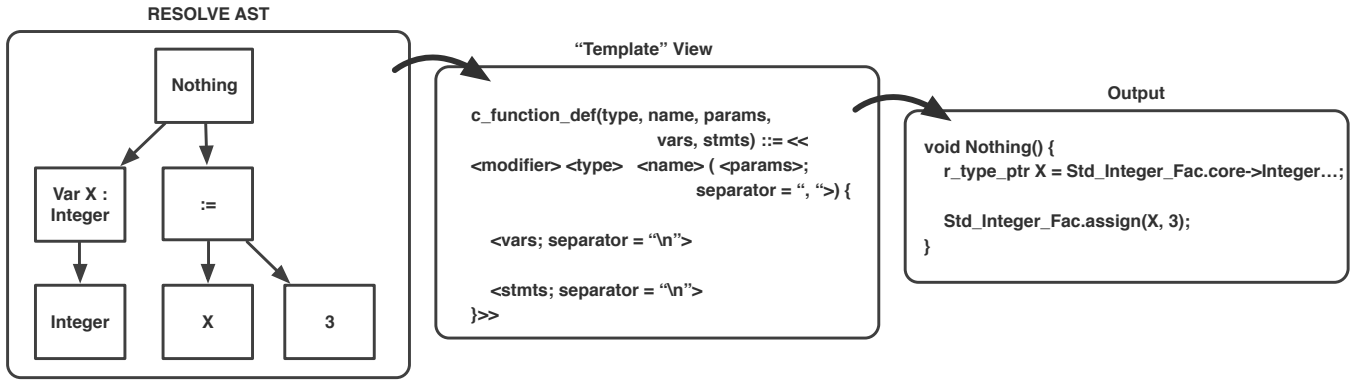 RESOLVE AST
Nothing
Var X :
Integer
:=
Integer
X
3
“Template” View
c_function_def(type, name, params,
vars, stmts) ::= <<
<modifier> <type> <name> ( <params>;
separator = “, “>) {
<vars; separator = “\n”>
<stmts; separator = “\n”>
}>>
Output
void Nothing() {
r_type_ptr X = Std_Integer_Fac.core->Integer…;
Std_Integer_Fac.assign(X, 3);
}